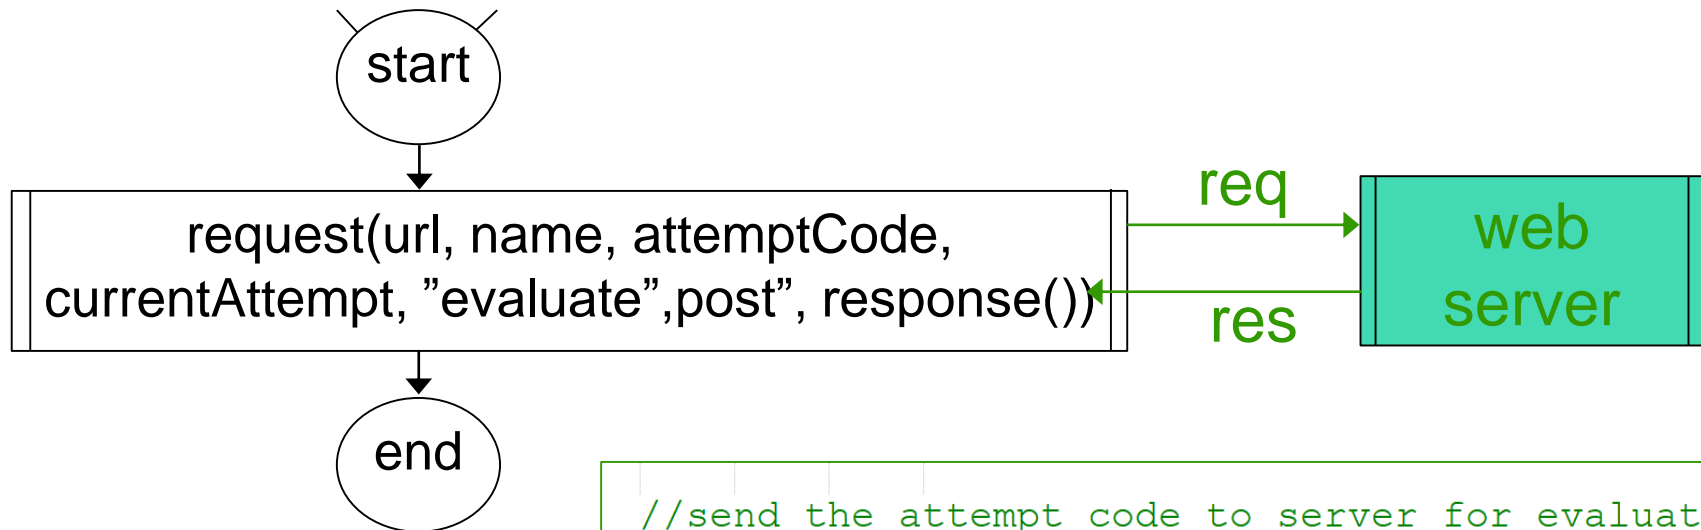 start
request(url, name, attemptCode,
currentAttempt, ”evaluate”,post”, response())
req
res
web
server
end
//send the attempt code to server for evaluat